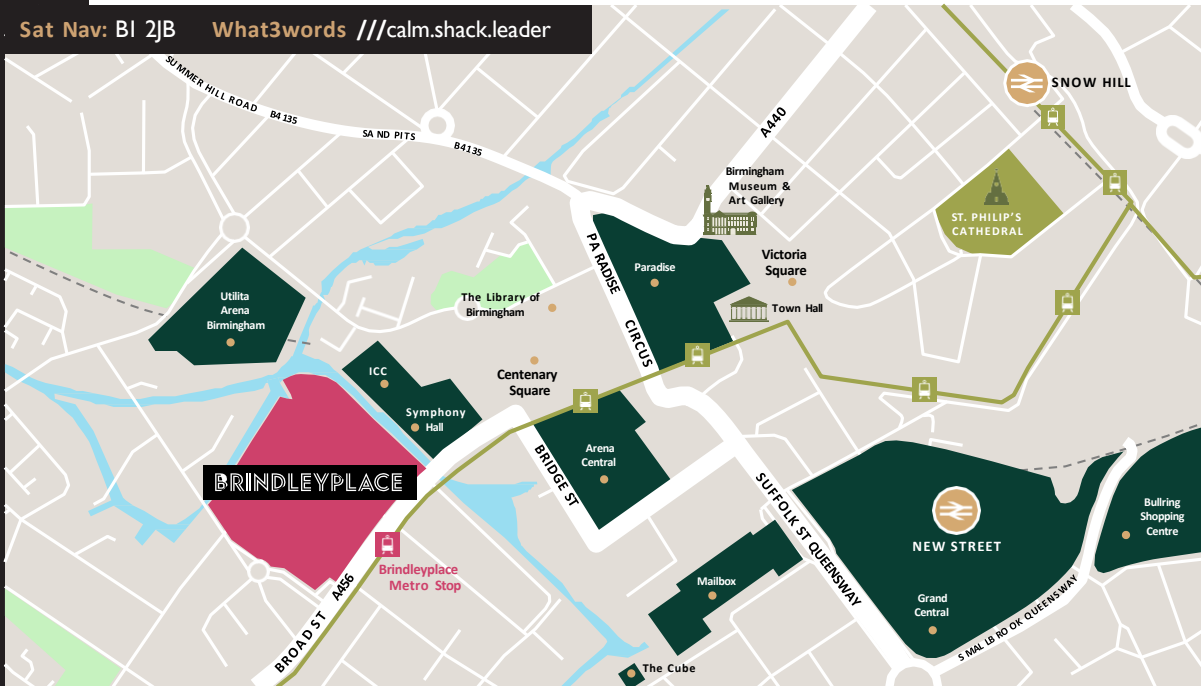 Sat Nav: B1 2JB What3words ///calm.shack.leader
SUMMER HILL ROAD B4135
SAND PITS
B4135
A440
SNOW HILL
Birmingham
Museum &
Art Gallery
ST. PHILIP'S
CATHEDRAL
PARADISE CIRCUS
Paradise
Victoria
Square
Town Hall
Utilita
Arena
Birmingham
The Library of
Birmingham
ICC
Symphony
Hall
Centenary
Square
BRINDLEYPLACE
BRIDGE ST
Arena
Central
SUFFOLK ST QUEENSWAY
NEW STREET
Bullring
Shopping
Centre
Brindleyplace
Metro Stop
BROAD ST A456
Mailbox
Grand
Central
SMALLBROOK QUEENSWAY
The Cube